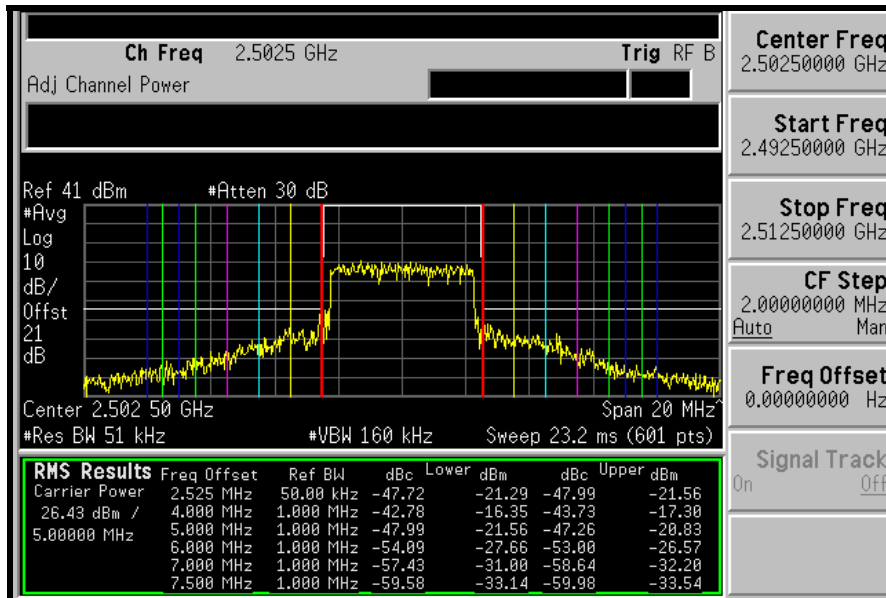 Ch Freq 2.5025 GHz Trig RF B
Adj Channel Power
Ref 41 dBm #Atten 30 dB
#Avg
Log
10
dB/
Offst
21
dB
Center 2.502 50 GHz Span 20 MHz^
#Res BW 51 kHz #VBW 160 kHz Sweep 23.2 ms (601 pts)
RMS Results Freq Offset Ref BW dBc Lower dBm dBc Upper dBm
Carrier Power 2.525 MHz 50.00 kHz -47.72 -21.29 -47.99 -21.56
26.43 dBm / 4.000 MHz 1.000 MHz -42.78 -16.35 -43.73 -17.30
5.00000 MHz 5.000 MHz 1.000 MHz -47.99 -21.56 -47.26 -20.83
6.000 MHz 1.000 MHz -54.09 -27.66 -53.00 -26.57
7.000 MHz 1.000 MHz -57.43 -31.00 -58.64 -32.20
7.500 MHz 1.000 MHz -59.58 -33.14 -59.98 -33.54
Center Freq
2.50250000 GHz
Start Freq
2.49250000 GHz
Stop Freq
2.51250000 GHz
CF Step
2.00000000 MHz
Auto Man
Freq Offset
0.00000000 Hz
Signal Track
On Off